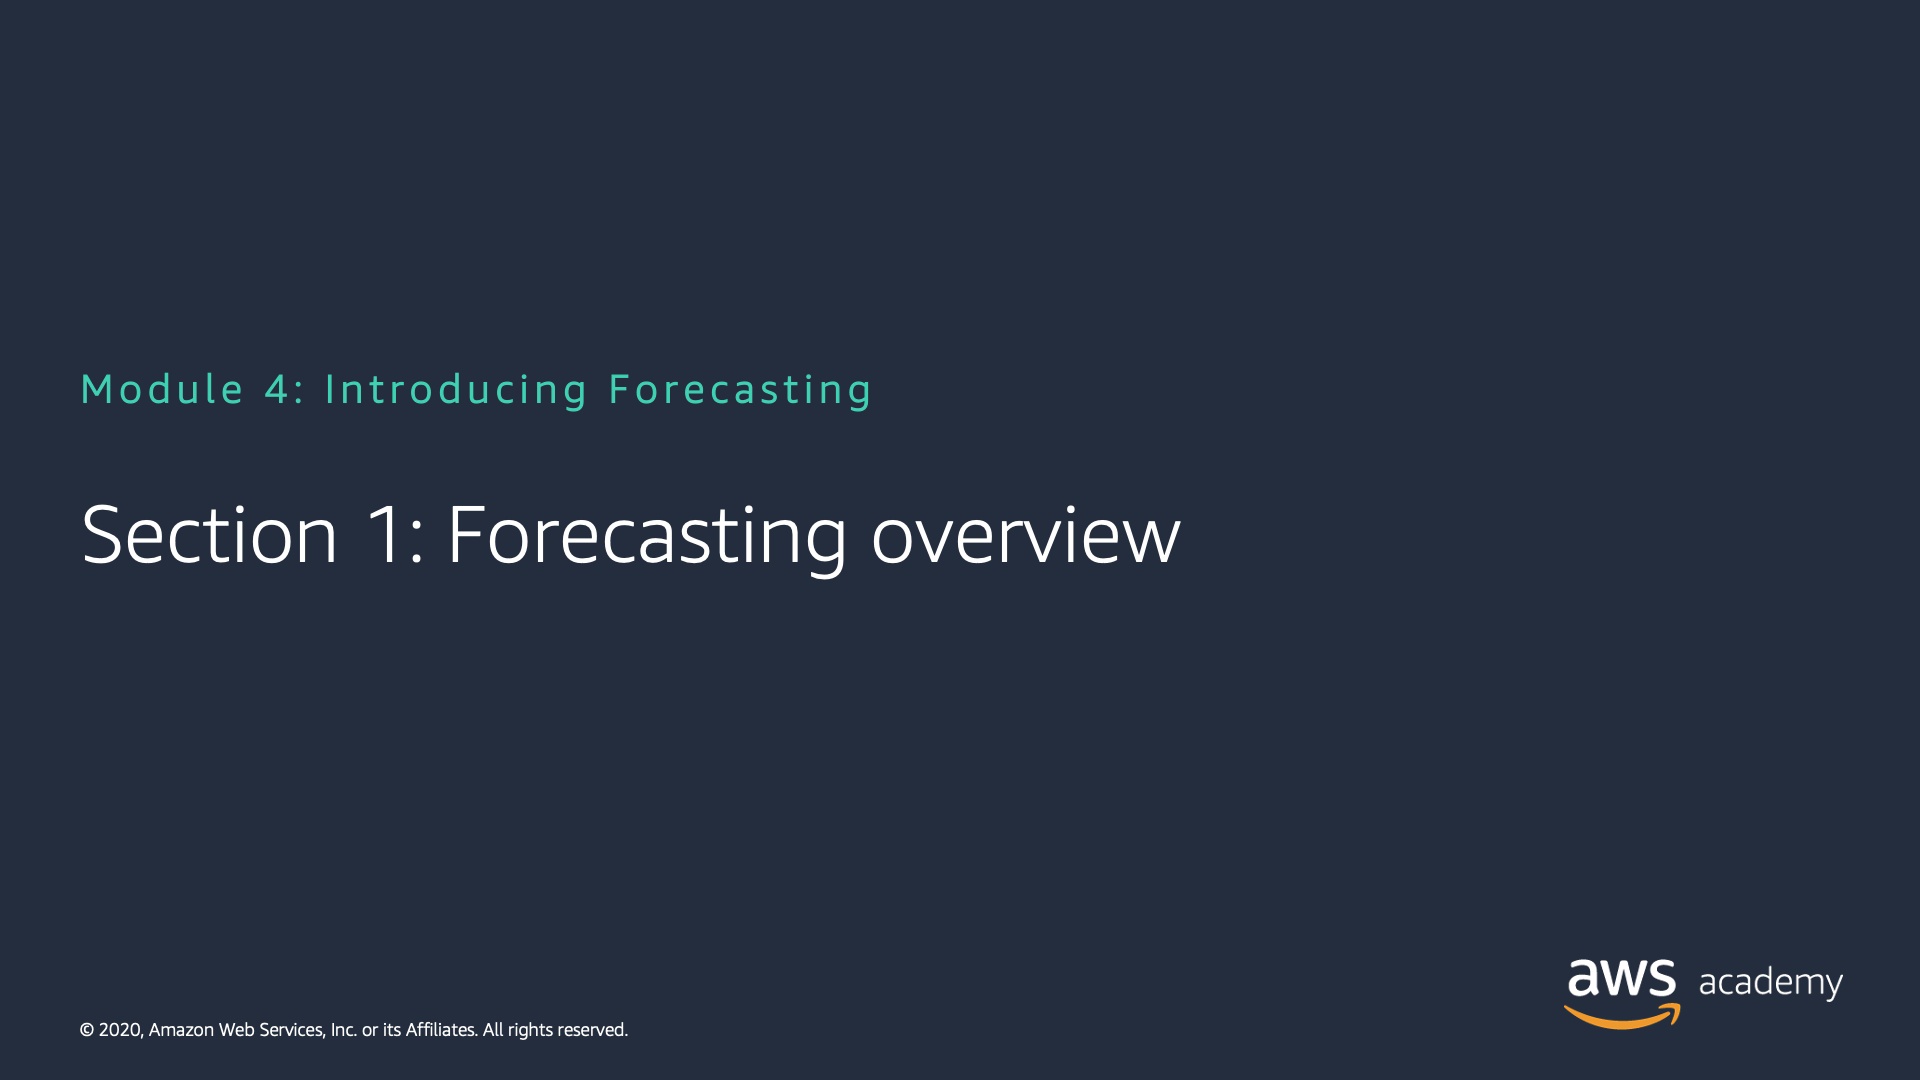 Module 4: Introducing Forecasting
Section 1: Forecasting overview
aws academy
© 2020, Amazon Web Services, Inc. or its Affiliates. All rights reserved.